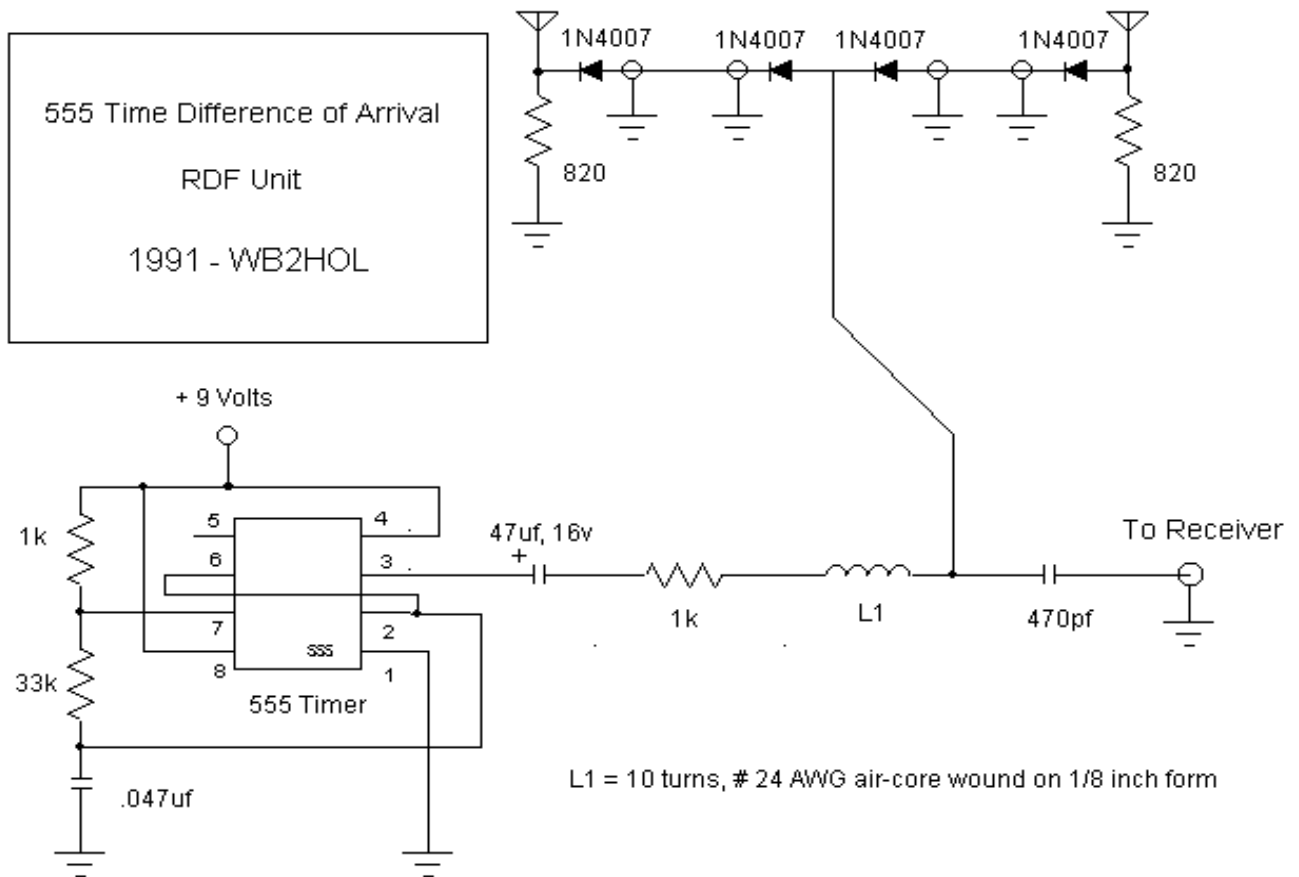 555 Time Difference of Arrival
RDF Unit
1991 - WB2HOL
1N4007
1N4007
1N4007
1N4007
820
820
+ 9 Volts
1k
33k
.047uf
5
4
6
3
7
2
8
1
sss
555 Timer
47uf, 16v
+
1k
L1
470pf
To Receiver
L1 = 10 turns, # 24 AWG air-core wound on 1/8 inch form